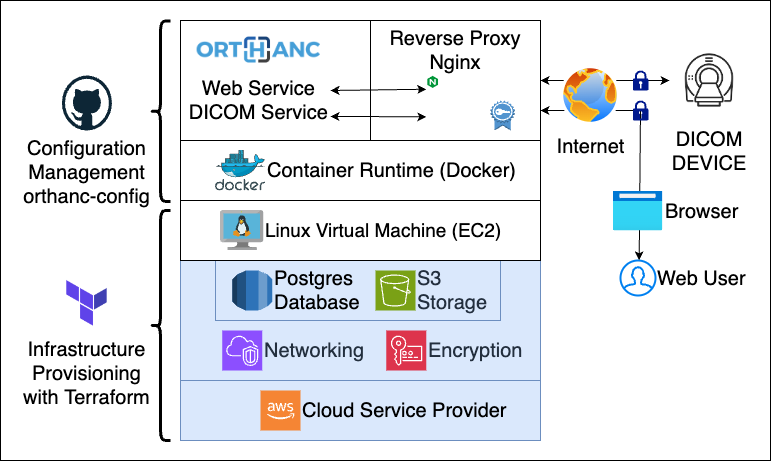 ORTHANC
Web Service
DICOM Service
Reverse Proxy
Nginx
Internet
DICOM
DEVICE
Browser
Web User
Configuration
Management
orthanc-config
docker
Container Runtime (Docker)
Linux Virtual Machine (EC2)
Postgres
Database
S3
Storage
Networking
Encryption
Infrastructure
Provisioning
with Terraform
aws
Cloud Service Provider